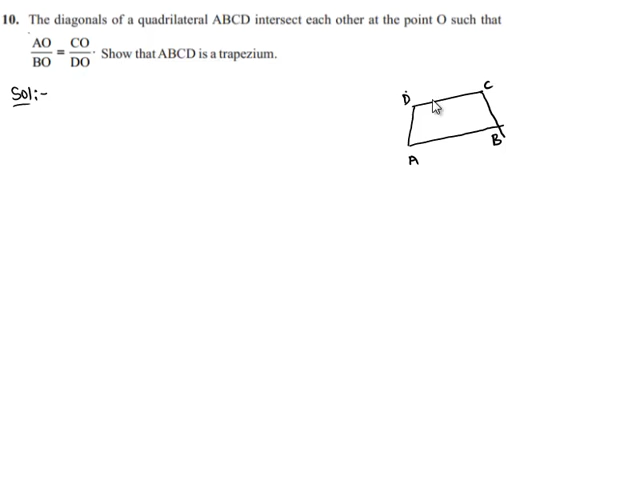 10. The diagonals of a quadrilateral ABCD intersect each other at the point O such that
AO/BO = CO/DO. Show that ABCD is a trapezium.
Sol:-
D C
A B